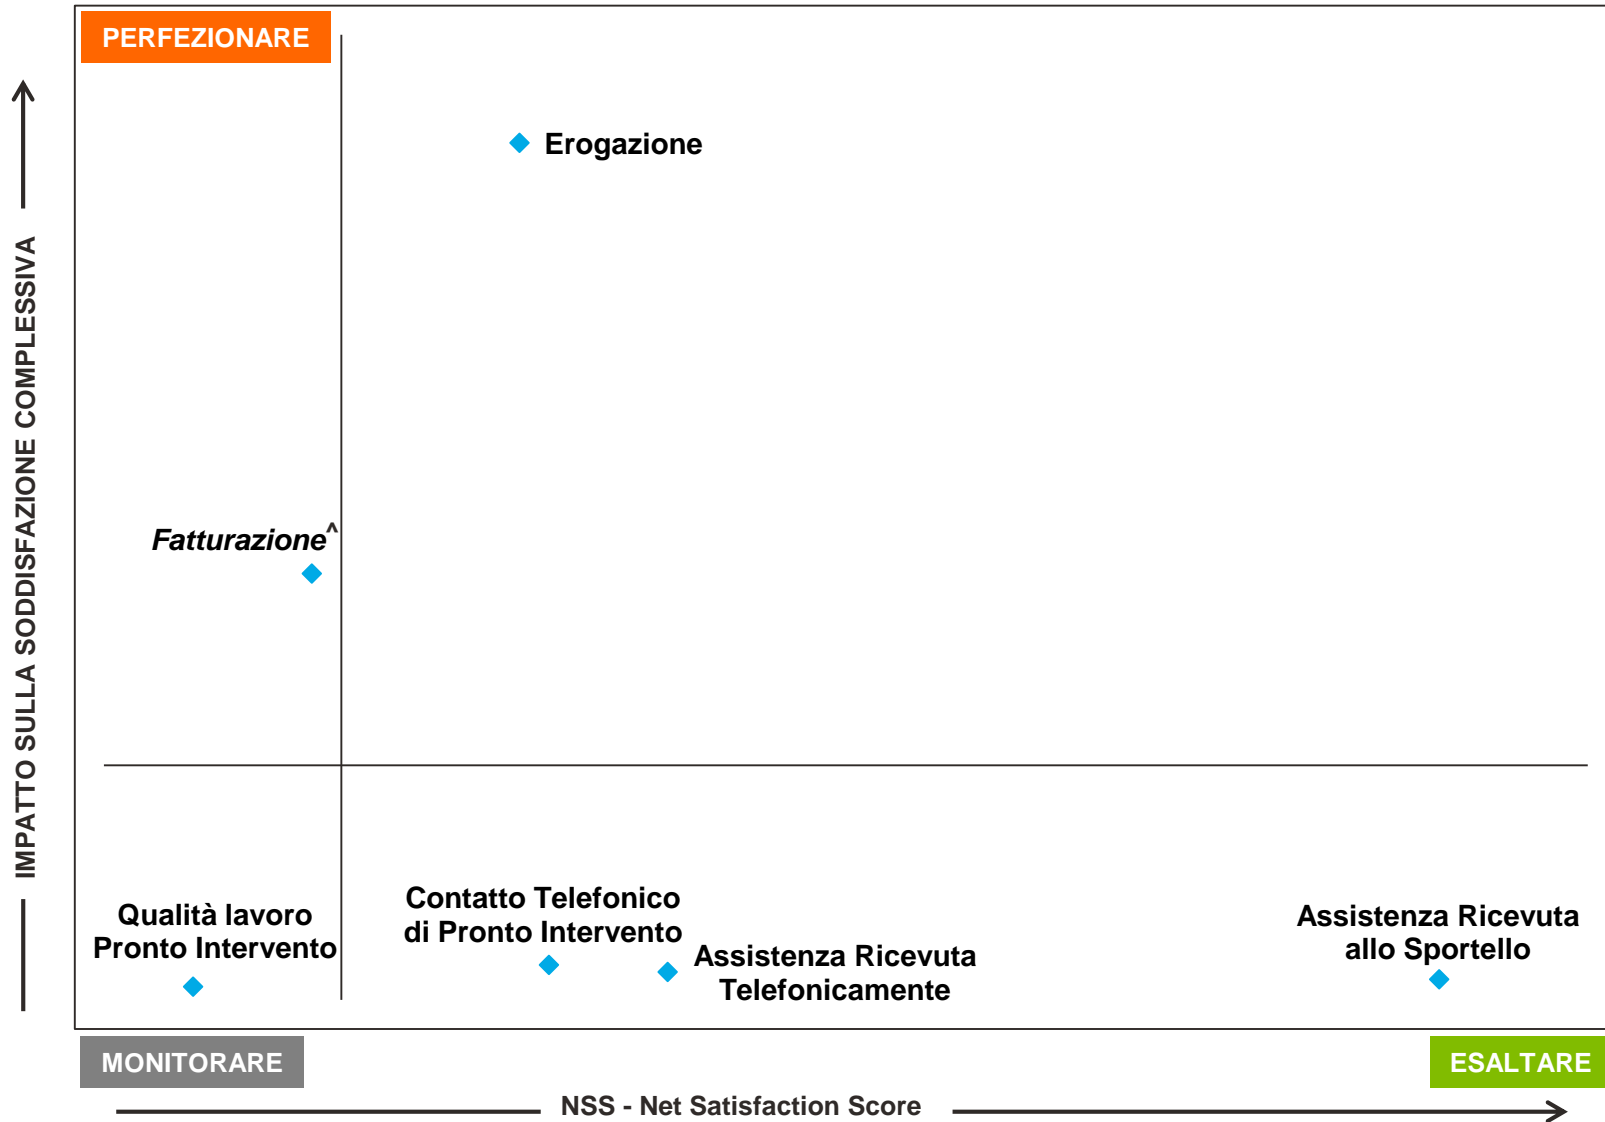 PERFEZIONARE
Erogazione
IMPATTO SULLA SODDISFAZIONE COMPLESSIVA
Fatturazione^
Qualità lavoro
Pronto Intervento
Contatto Telefonico
di Pronto Intervento
Assistenza Ricevuta
Telefonicamente
Assistenza Ricevuta
allo Sportello
MONITORARE
ESALTARE
NSS - Net Satisfaction Score